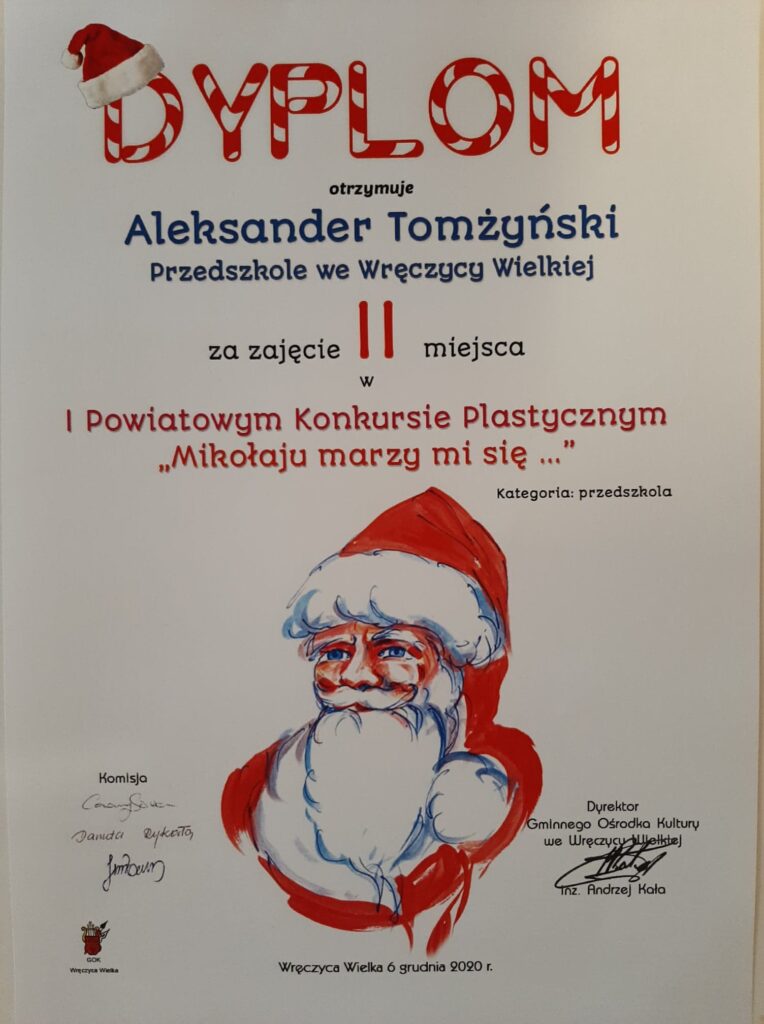 DYPLOM
otrzymuje
Aleksander Tomżyński
Przedszkole we Wręczycy Wielkiej
za zajęcie II miejsca
w
I Powiatowym Konkursie Plastycznym
„Mikołaju marzy mi się ...”
Kategoria: przedszkola
Komisja
Danuta
Dyrektor
Gminnego Ośrodka Kultury
we Wręczycy Wielkiej
inż. Andrzej Kała
GOK
Wręczyca Wielka
Wręczyca Wielka 6 grudnia 2020 r.